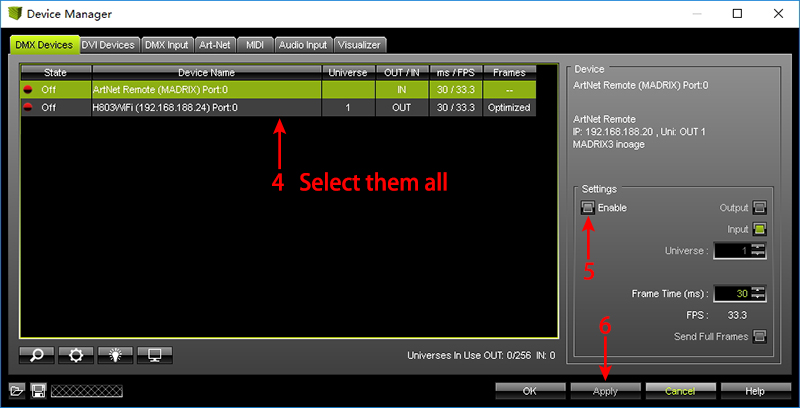 Device Manager
DMX Devices DVI Devices DMX Input Art-Net MIDI Audio Input Visualizer
State Device Name Universe OUT / IN ms / FPS Frames
Off ArtNet Remote (MADRIX) Port:0 IN 30 / 33.3 --
Off H803WiFi (192.168.188.24) Port:0 1 OUT 30 / 33.3 Optimized
4 Select them all
Device
ArtNet Remote (MADRIX) Port:0
ArtNet Remote
IP: 192.168.188.20 , Uni: OUT 1
MADRIX3 inoage
Settings
Enable Output
Input
5
Universe : 1
Frame Time (ms) : 30
FPS : 33.3
6
Send Full Frames
Universes In Use OUT: 0/256 IN: 0
OK Apply Cancel Help